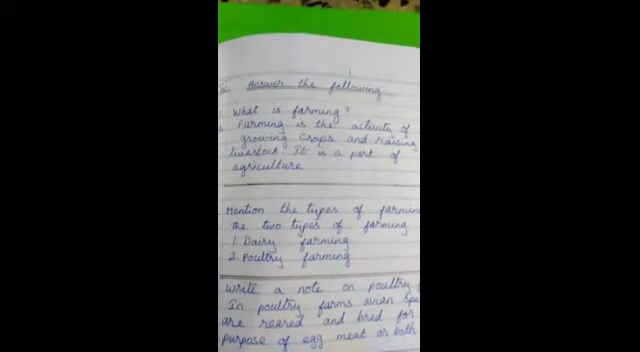 Answer the following
What is farming?
Farming is the activity of
growing crops and raising
livestock. It is a part of
agriculture
Mention the types of
The two types of farming
1. Dairy farming
2. Poultry farming
Write a note on poultry
In poultry farms avian
are reared and bred for
purpose of egg meat or both